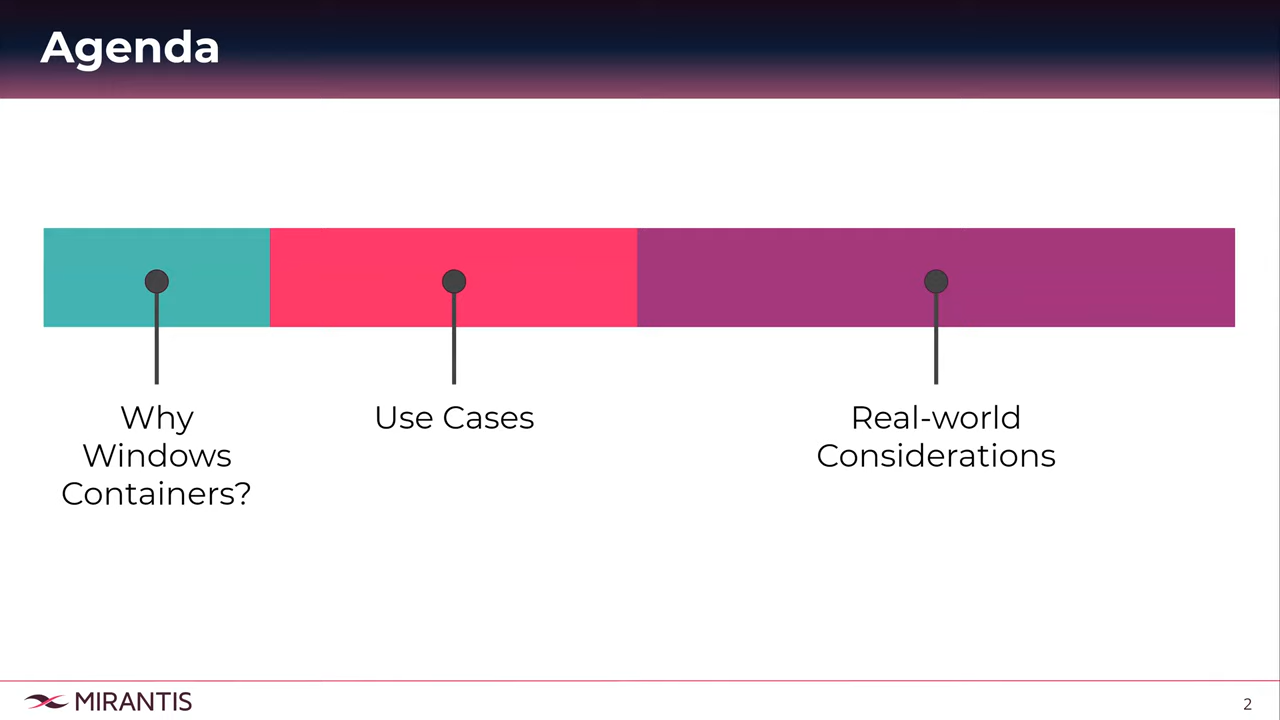 Agenda
Why
Windows
Containers?
Use Cases
Real-world
Considerations
MIRANTIS
2